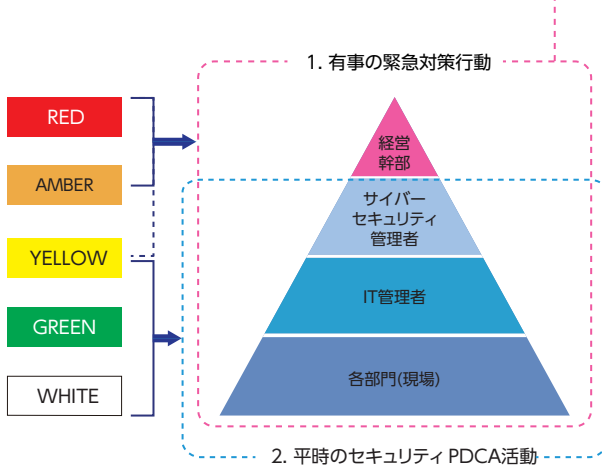 1. 有事の緊急対策行動
RED
AMBER
YELLOW
GREEN
WHITE
経営
幹部
サイバー
セキュリティ
管理者
IT管理者
各部門(現場)
2. 平時のセキュリティ PDCA活動